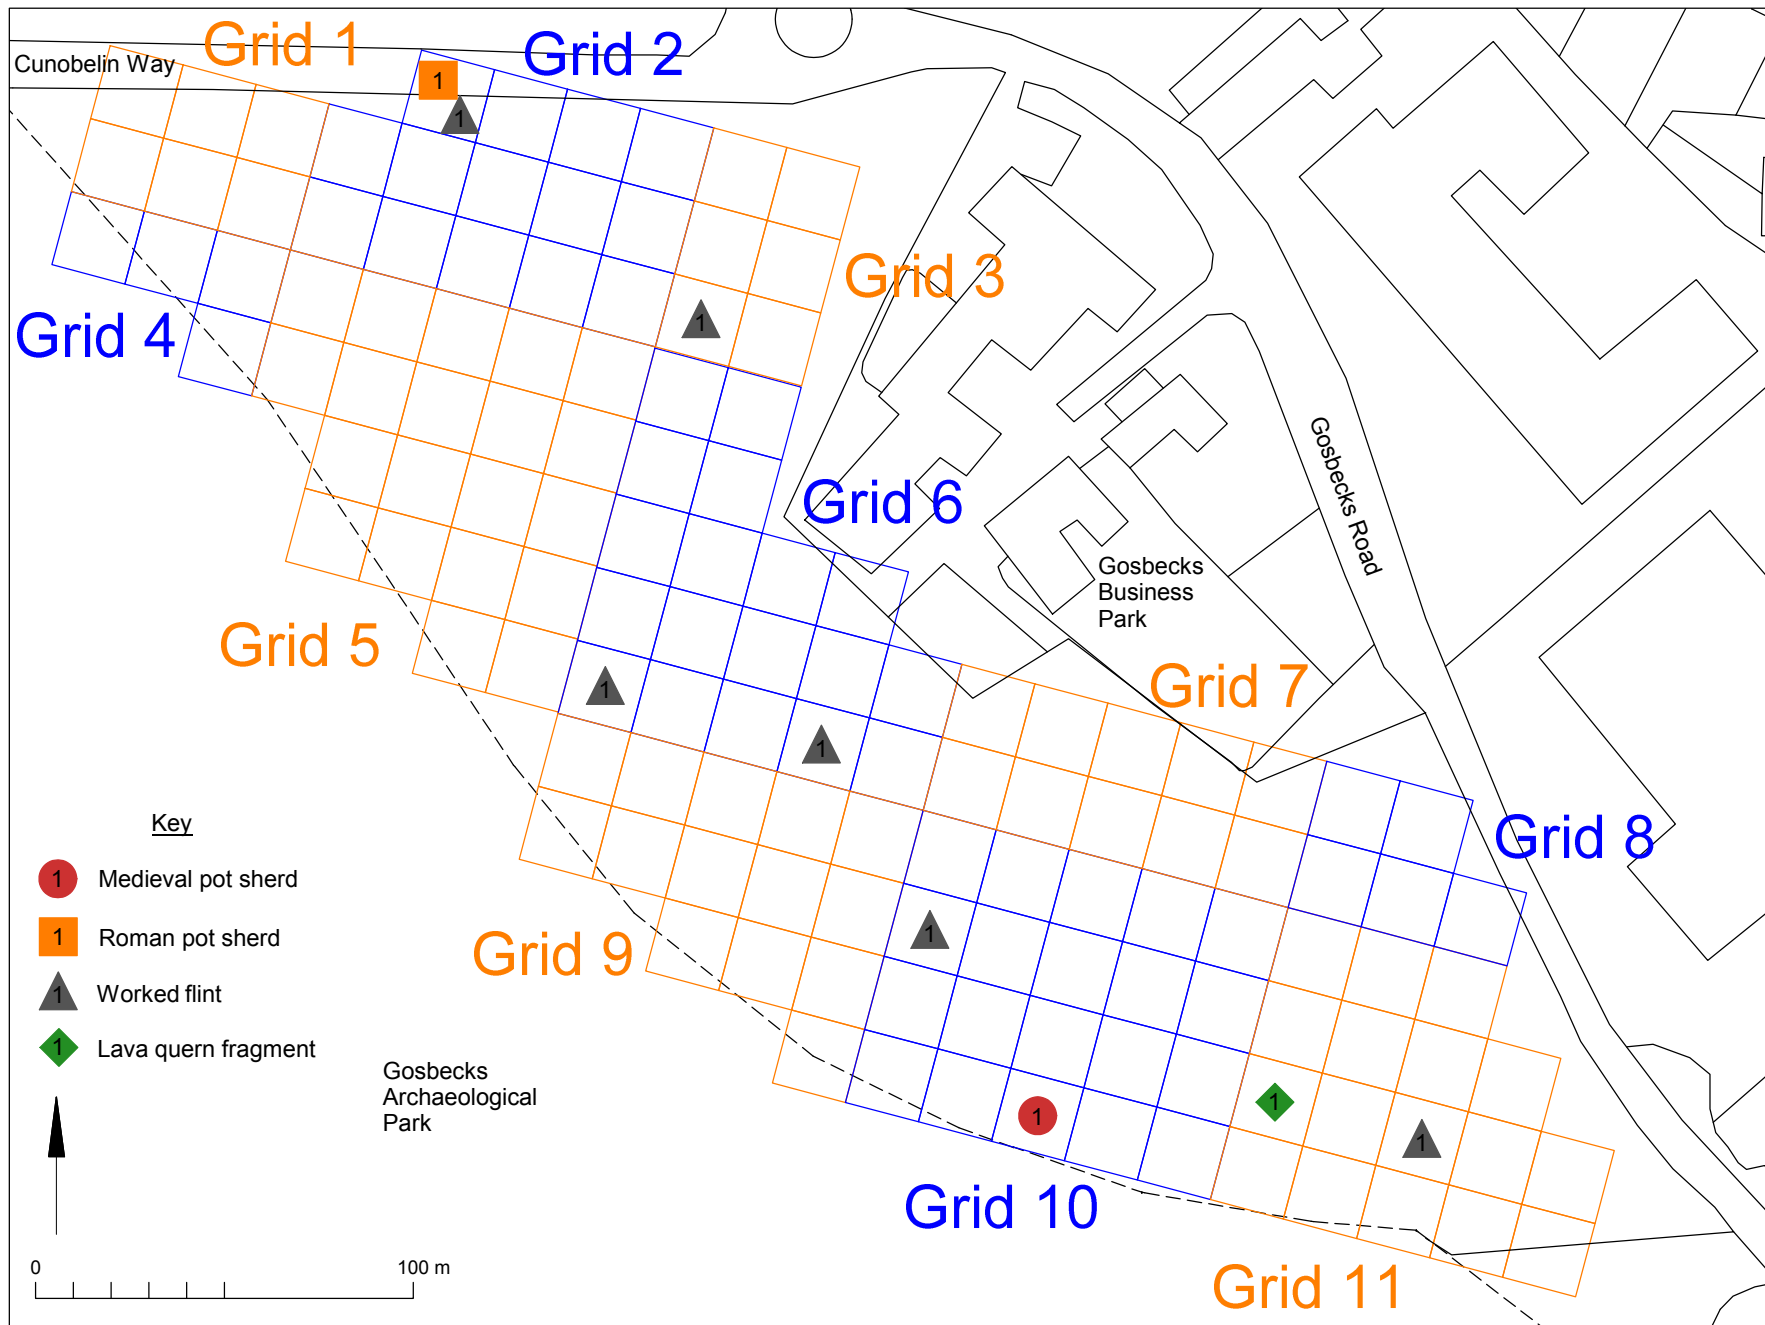 Grid 1
Grid 2
Cunobelin Way
1
1
Grid 3
1
Grid 4
Gosbecks Road
Grid 6
Gosbecks
Business
Park
Grid 5
1
Grid 7
1
Grid 8
Key
1 Medieval pot sherd
1 Roman pot sherd
1 Worked flint
1 Lava quern fragment
1
Grid 9
Gosbecks
Archaeological
Park
1
1
1
Grid 10
0 100 m
Grid 11